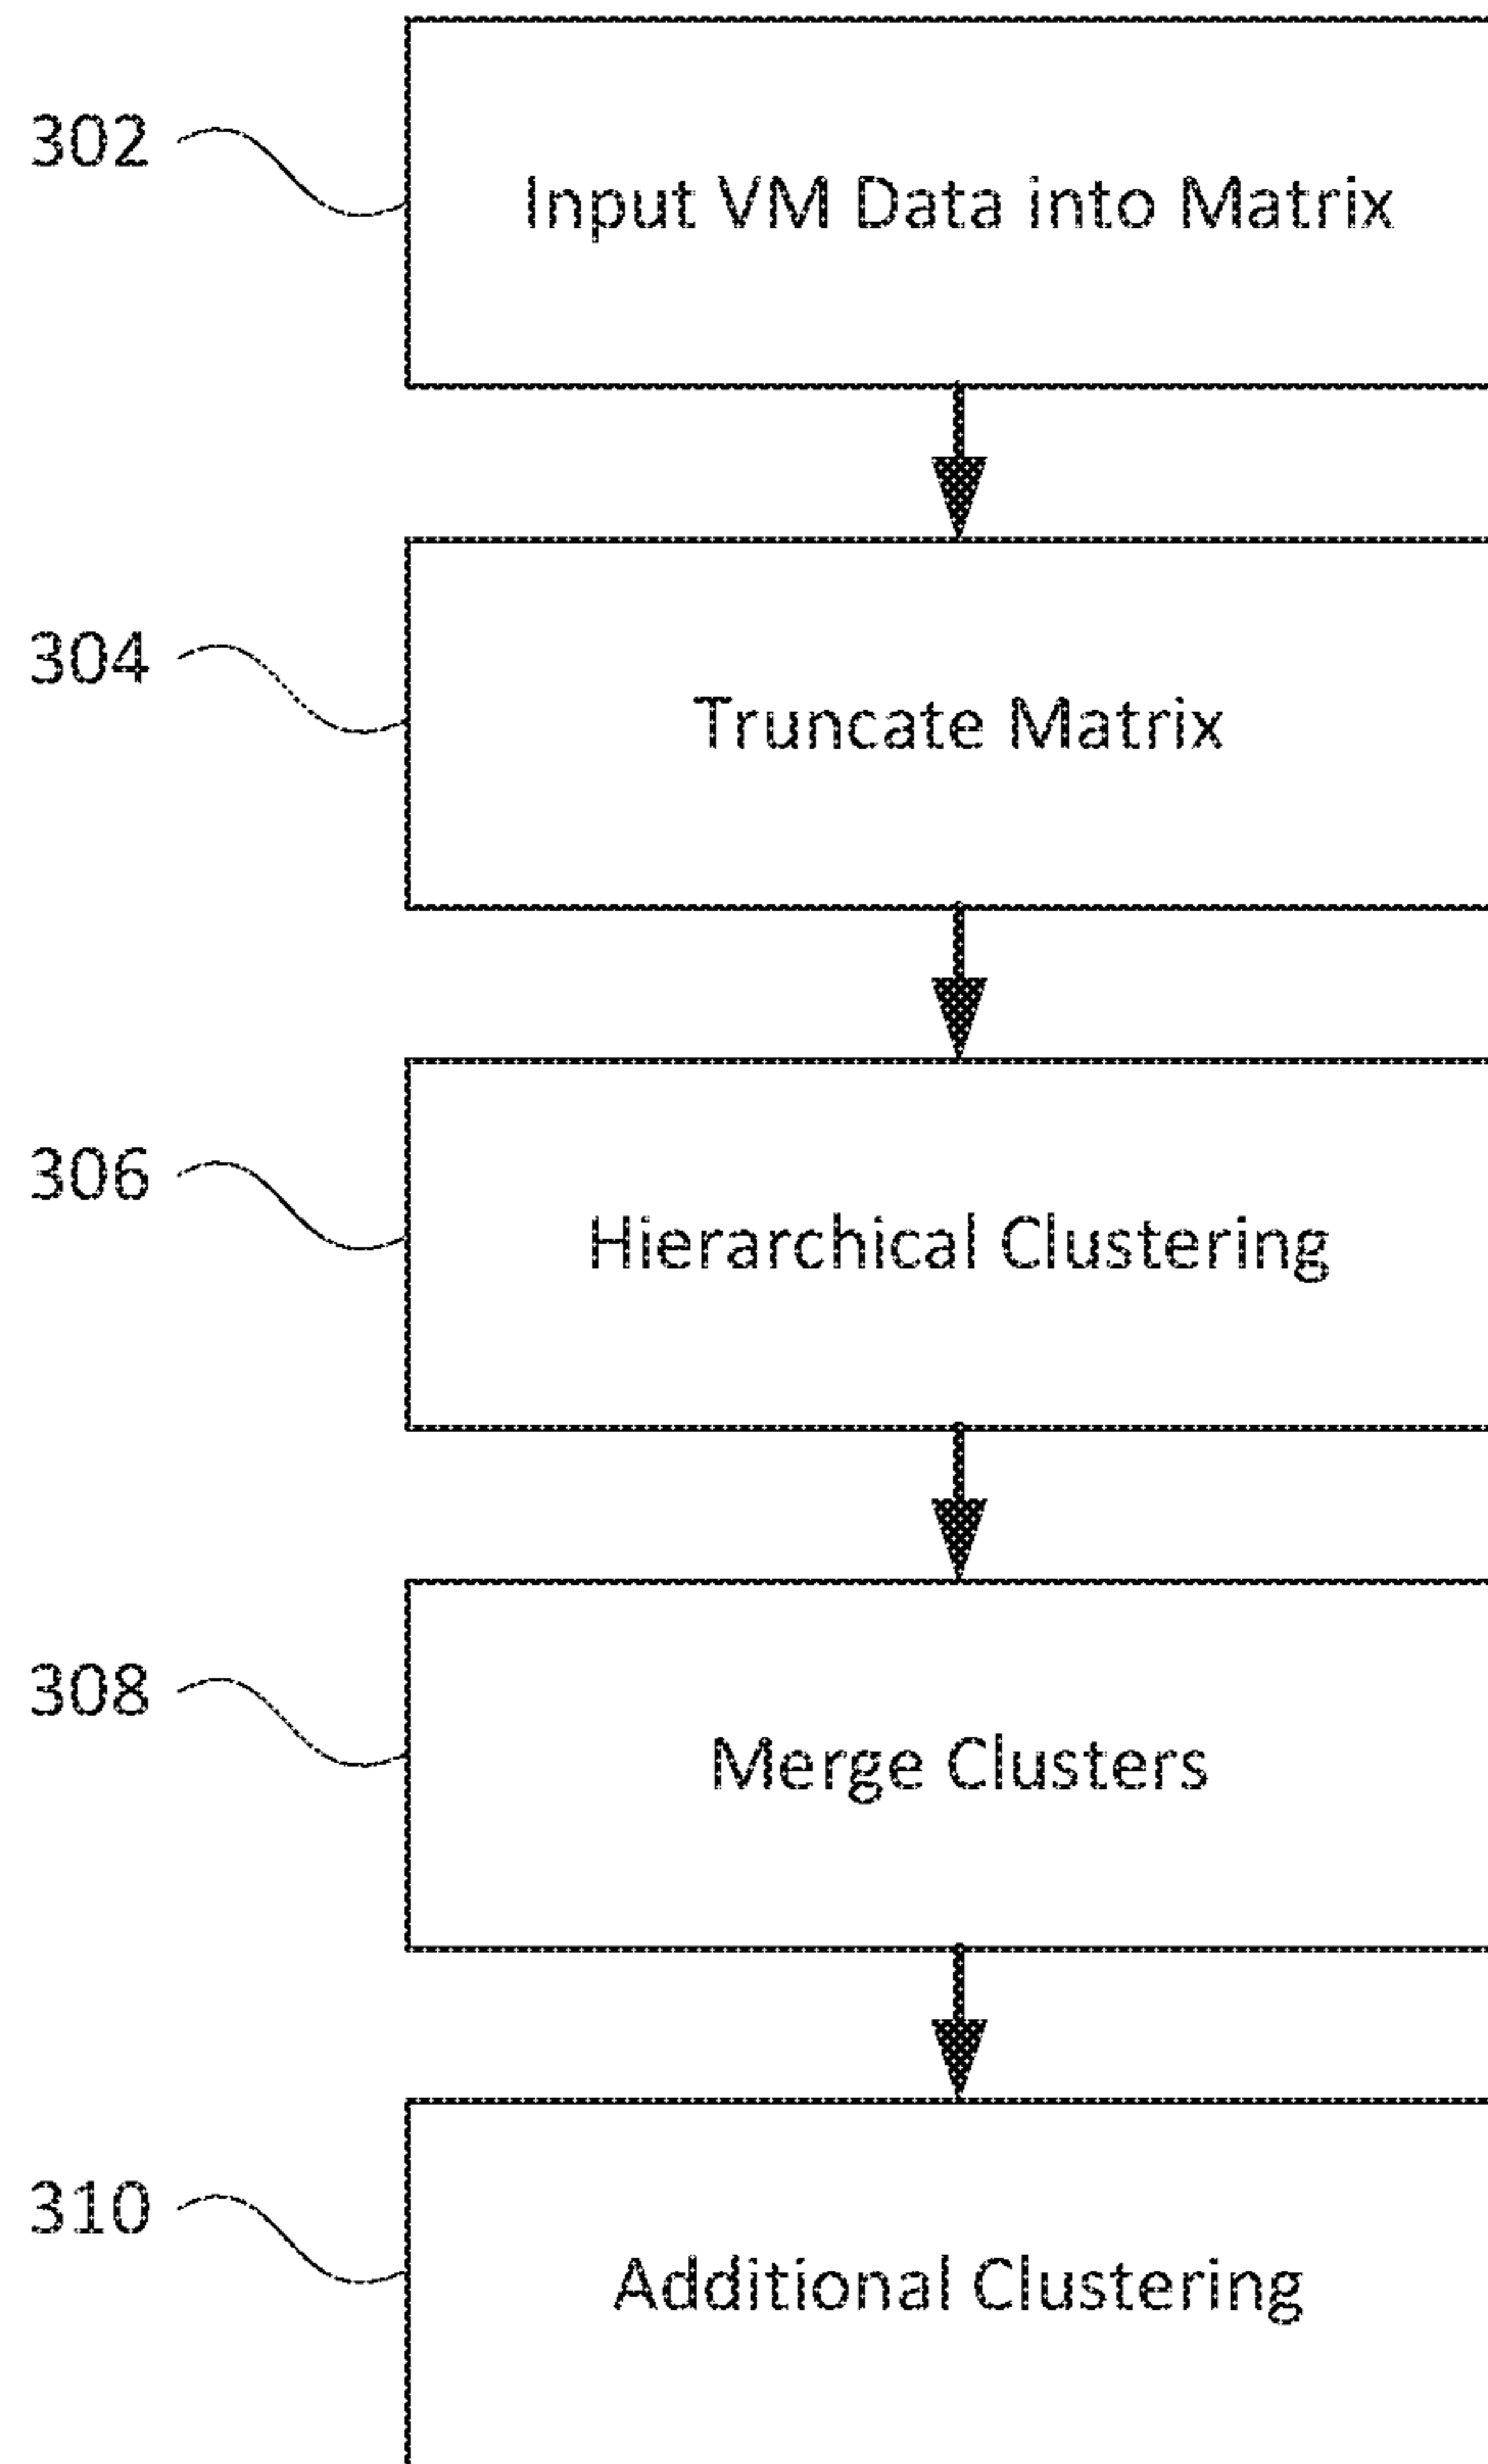 302
Input VM Data into Matrix
304
Truncate Matrix
306
Hierarchical Clustering
308
Merge Clusters
310
Additional Clustering